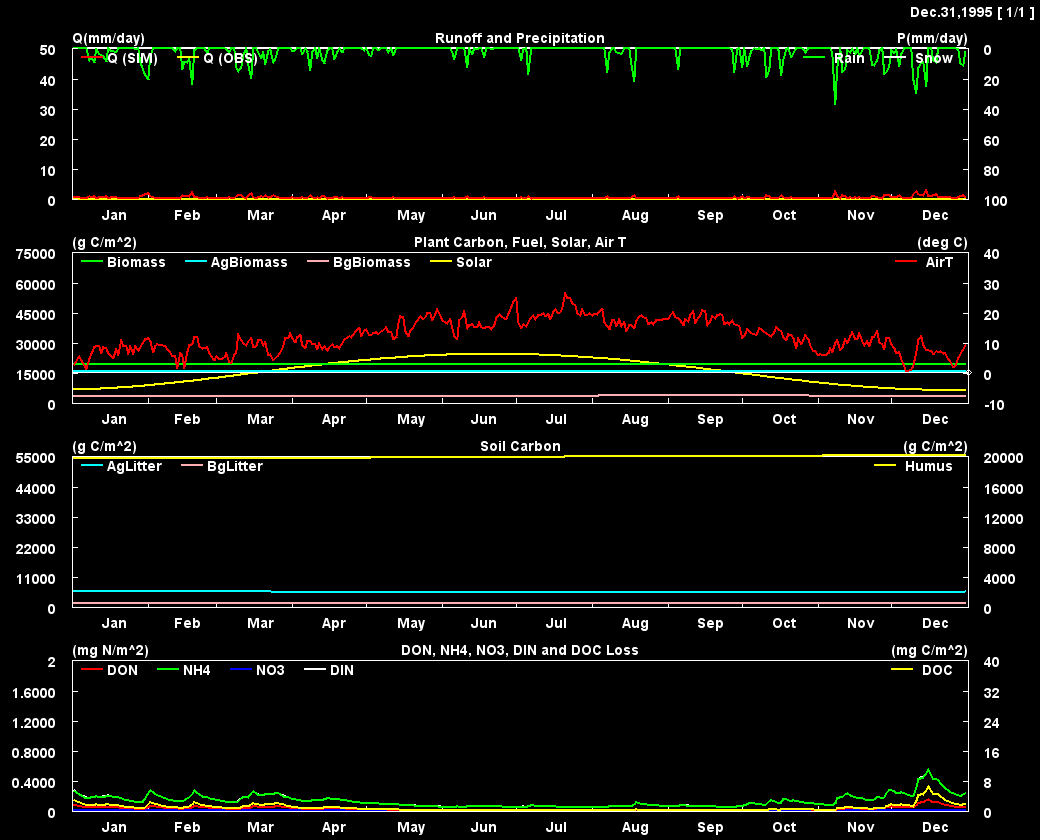 Dec.31,1995 [ 1/1 ]
Q(mm/day) Runoff and Precipitation P(mm/day)
50 Q (SIM) Q (OBS) Rain Snow 0
40 20
30 40
20 60
10 80
0 100
Jan Feb Mar Apr May Jun Jul Aug Sep Oct Nov Dec
(g C/m^2) Plant Carbon, Fuel, Solar, Air T (deg C)
75000 40
Biomass AgBiomass BgBiomass Solar AirT
60000 30
45000 20
30000 10
15000 0
0 -10
Jan Feb Mar Apr May Jun Jul Aug Sep Oct Nov Dec
(g C/m^2) Soil Carbon (g C/m^2)
55000 20000
AgLitter BgLitter Humus
44000 16000
33000 12000
22000 8000
11000 4000
0 0
Jan Feb Mar Apr May Jun Jul Aug Sep Oct Nov Dec
(mg N/m^2) DON, NH4, NO3, DIN and DOC Loss (mg C/m^2)
2 40
DON NH4 NO3 DIN DOC
1.6000 32
1.2000 24
0.8000 16
0.4000 8
0 0
Jan Feb Mar Apr May Jun Jul Aug Sep Oct Nov Dec